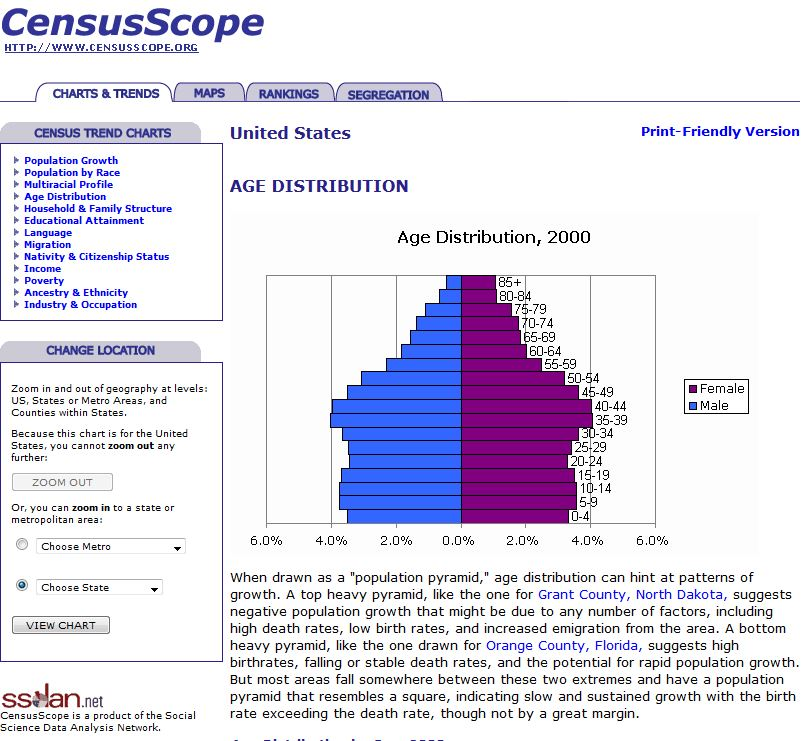 CensusScope
HTTP://WWW.CENSUSSCOPE.ORG
CHARTS & TRENDS
MAPS
RANKINGS
SEGREGATION
CENSUS TREND CHARTS
Population Growth
Population by Race
Multiracial Profile
Age Distribution
Household & Family Structure
Educational Attainment
Language
Migration
Nativity & Citizenship Status
Income
Poverty
Ancestry & Ethnicity
Industry & Occupation
CHANGE LOCATION
Zoom in and out of geography at levels:
US, States or Metro Areas, and
Counties within States.
Because this chart is for the United
States, you cannot zoom out any
further:
ZOOM OUT
Or, you can zoom in to a state or
metropolitan area:
Choose Metro
Choose State
VIEW CHART
ssdan.net
CensusScope is a product of the Social
Science Data Analysis Network.
United States
Print-Friendly Version
AGE DISTRIBUTION
Age Distribution, 2000
85+
80-84
75-79
70-74
65-69
60-64
55-59
50-54
45-49
40-44
35-39
30-34
25-29
20-24
15-19
10-14
5-9
0-4
6.0% 4.0% 2.0% 0.0% 2.0% 4.0% 6.0%
Female
Male
When drawn as a "population pyramid," age distribution can hint at patterns of
growth. A top heavy pyramid, like the one for Grant County, North Dakota, suggests
negative population growth that might be due to any number of factors, including
high death rates, low birth rates, and increased emigration from the area. A bottom
heavy pyramid, like the one drawn for Orange County, Florida, suggests high
birthrates, falling or stable death rates, and the potential for rapid population growth.
But most areas fall somewhere between these two extremes and have a population
pyramid that resembles a square, indicating slow and sustained growth with the birth
rate exceeding the death rate, though not by a great margin.